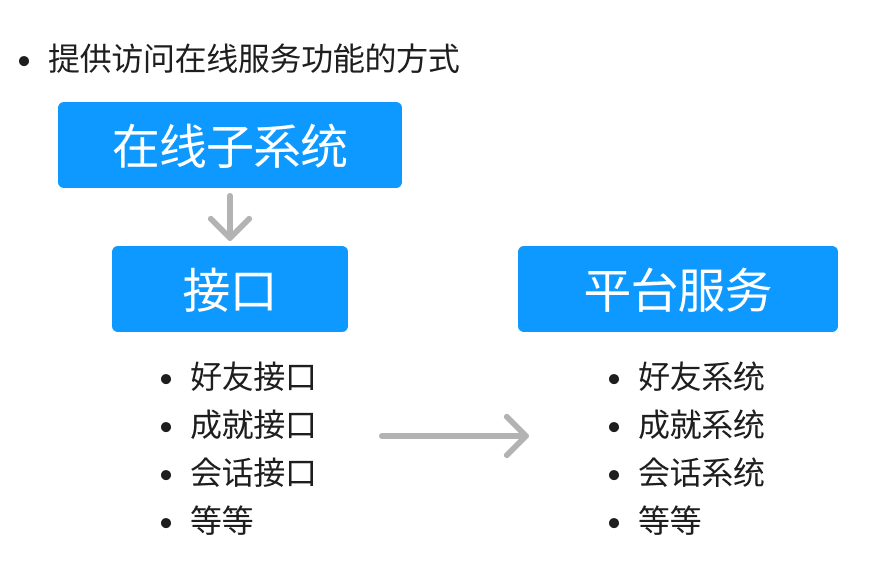 提供访问在线服务功能的方式
在线子系统
接口
好友接口
成就接口
会话接口
等等
平台服务
好友系统
成就系统
会话系统
等等